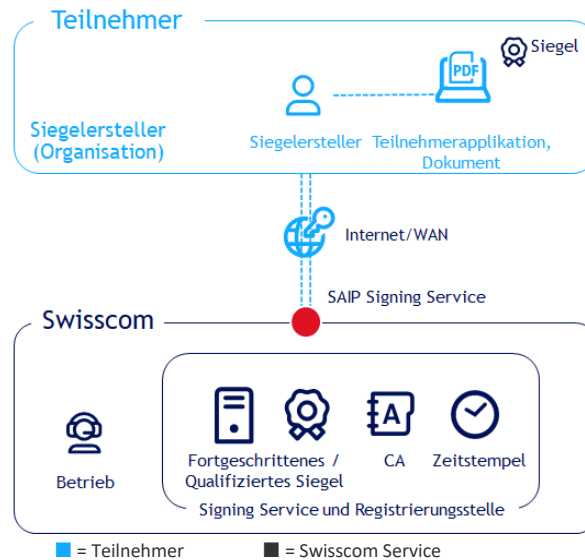 Teilnehmer
Siegel
PDF
Siegelersteller
(Organisation)
Siegelersteller
Teilnehmerapplikation,
Dokument
Internet/WAN
SAIP Signing Service
Swisscom
A
Betrieb
Fortgeschrittenes /
Qualifiziertes Siegel
CA
Zeitstempel
Signing Service und Registrierungsstelle
= Teilnehmer
= Swisscom Service